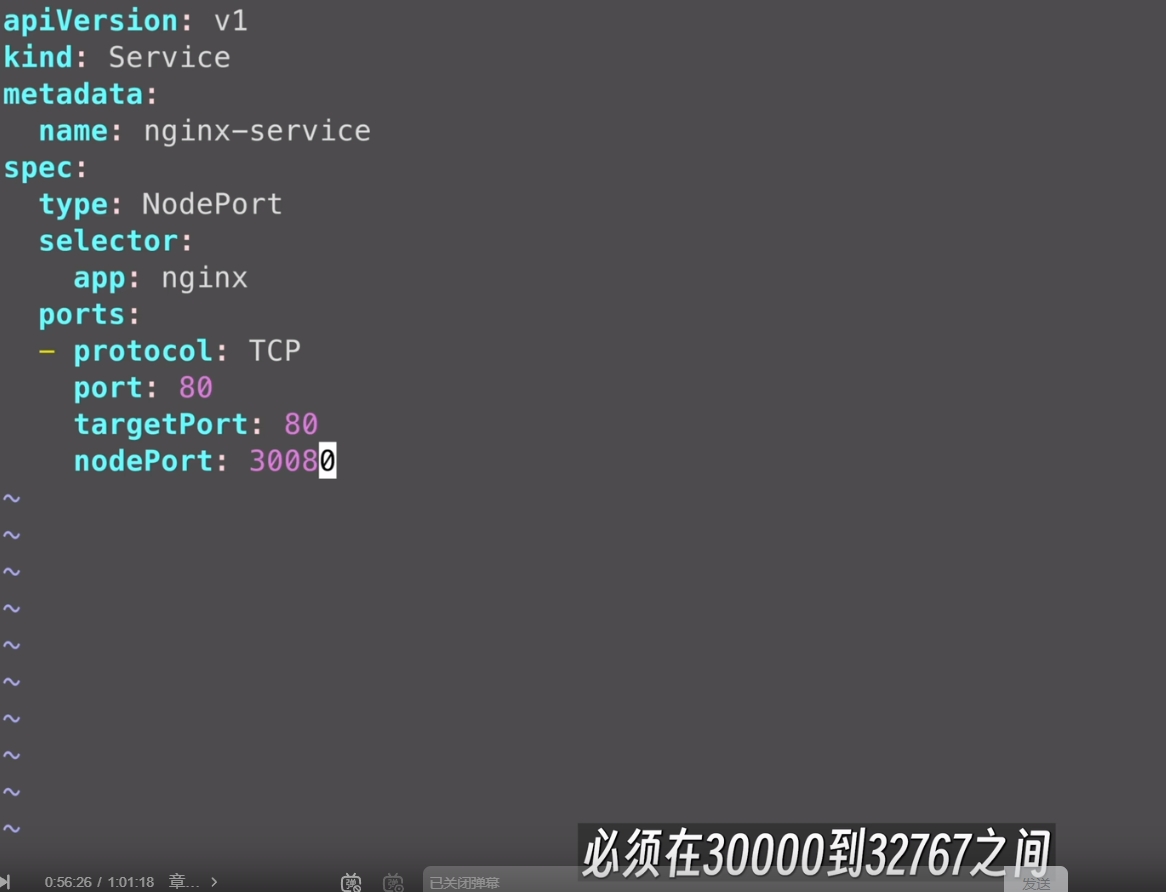 apiVersion: v1
kind: Service
metadata:
  name: nginx-service
spec:
  type: NodePort
  selector:
    app: nginx
  ports:
  - protocol: TCP
    port: 80
    targetPort: 80
    nodePort: 30080
~
~
~
~
~
~
~
~
~
~
必须在30000到32767之间
0:56:26 / 1:01:18 章... > 弹 弹 已关闭弹幕 发送